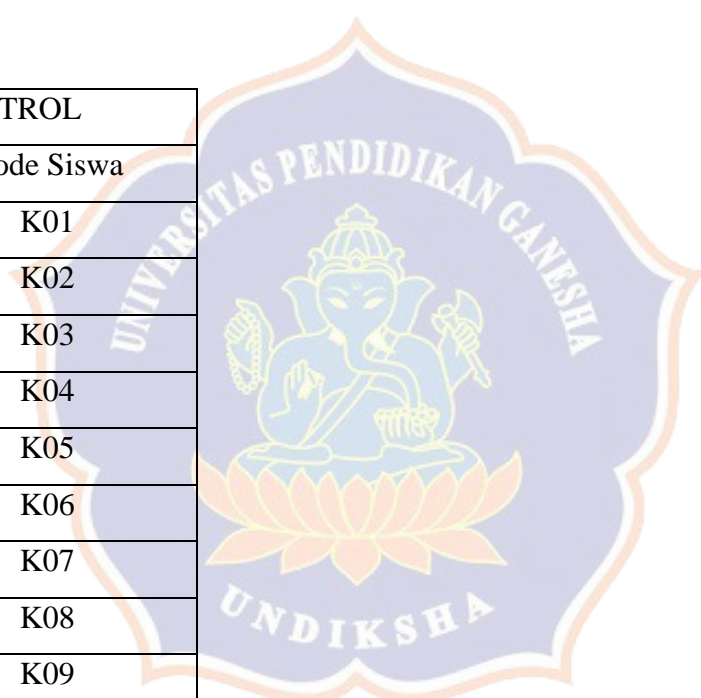 TROL
ode Siswa
K01
K02
K03
K04
K05
K06
K07
K08
K09
UNIVERSITAS PENDIDIKAN GANESHA
UNDIKSHA